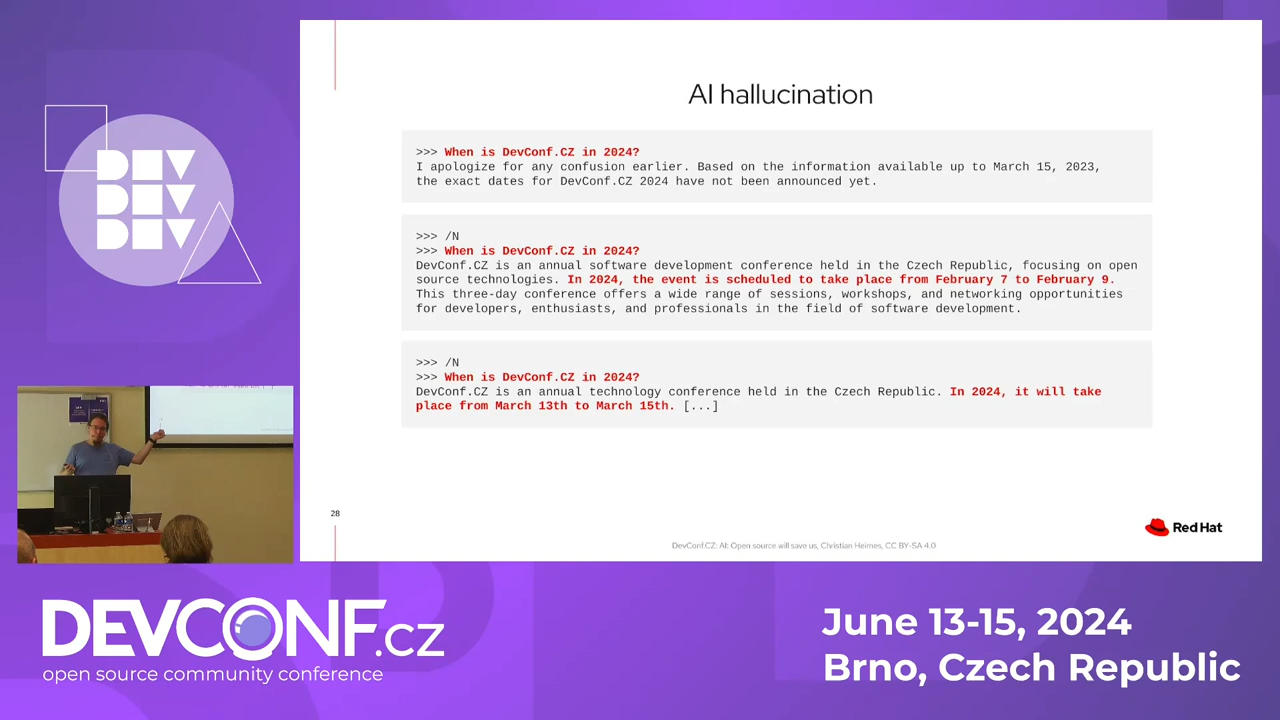 DEV
DEV
DEV
AI hallucination
>>> When is DevConf.CZ in 2024?
I apologize for any confusion earlier. Based on the information available up to March 15, 2023,
the exact dates for DevConf.CZ 2024 have not been announced yet.
>>> /N
>>> When is DevConf.CZ in 2024?
DevConf.CZ is an annual software development conference held in the Czech Republic, focusing on open
source technologies. In 2024, the event is scheduled to take place from February 7 to February 9.
This three-day conference offers a wide range of sessions, workshops, and networking opportunities
for developers, enthusiasts, and professionals in the field of software development.
>>> /N
>>> When is DevConf.CZ in 2024?
DevConf.CZ is an annual technology conference held in the Czech Republic. In 2024, it will take
place from March 13th to March 15th. [...]
28
Red Hat
DevConf.CZ: AI: Open source will save us, Christian Heimes, CC BY-SA 4.0
DEVCONF.cz
open source community conference
June 13-15, 2024
Brno, Czech Republic